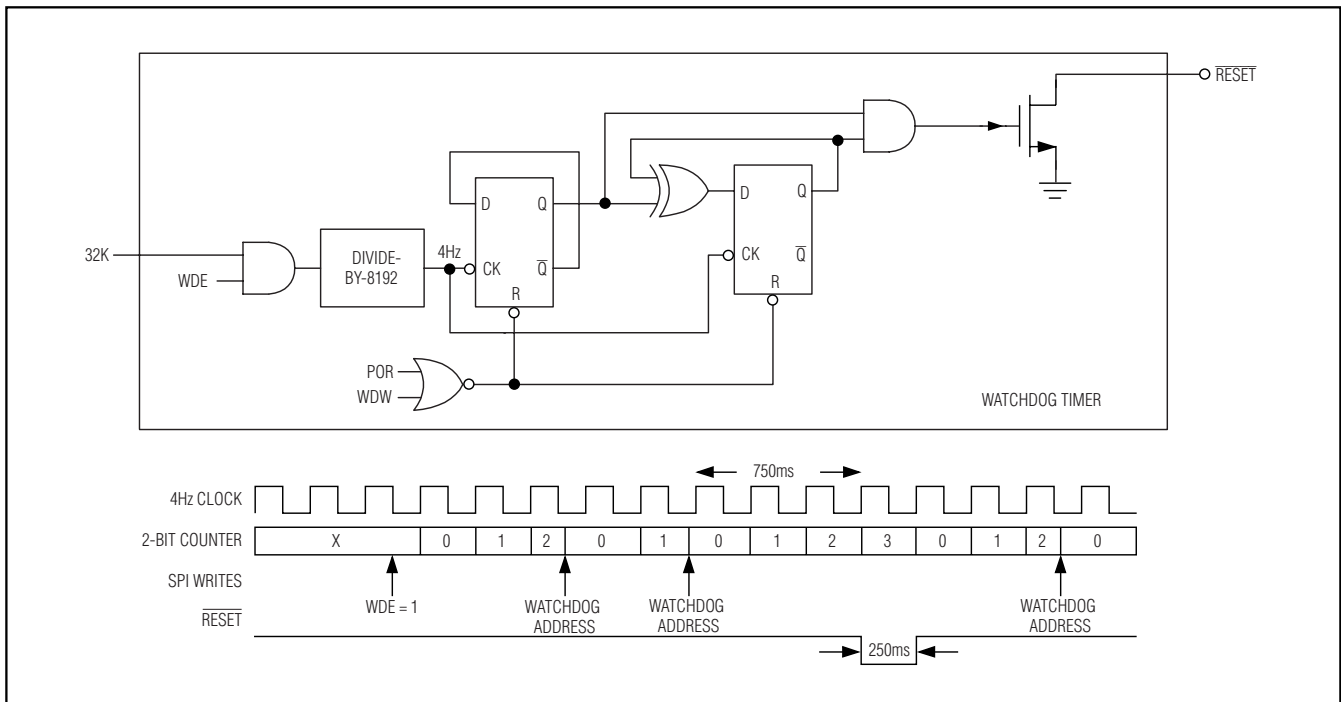 RESET
D
Q
D
Q
32K
DIVIDE-
BY-8192
4Hz
CK
Q
CK
Q
WDE
R
R
POR
WDW
WATCHDOG TIMER
750ms
4Hz CLOCK
2-BIT COUNTER
X 0 1 2 0 1 0 1 2 3 0 1 2 0
SPI WRITES
WDE = 1
WATCHDOG
ADDRESS
WATCHDOG
ADDRESS
WATCHDOG
ADDRESS
RESET
250ms